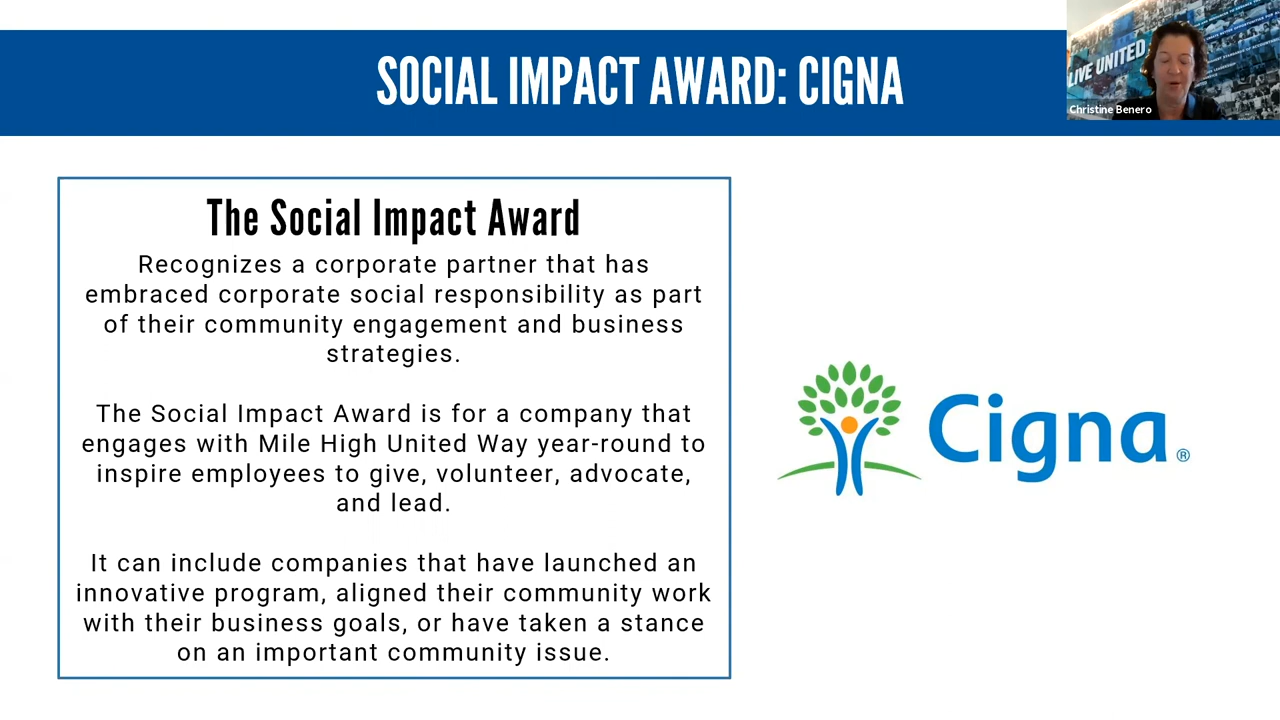 SOCIAL IMPACT AWARD: CIGNA
LIVE UNITED
Christine Benero
The Social Impact Award
Recognizes a corporate partner that has
embraced corporate social responsibility as part
of their community engagement and business
strategies.
The Social Impact Award is for a company that
engages with Mile High United Way year-round to
inspire employees to give, volunteer, advocate,
and lead.
It can include companies that have launched an
innovative program, aligned their community work
with their business goals, or have taken a stance
on an important community issue.
Cigna®